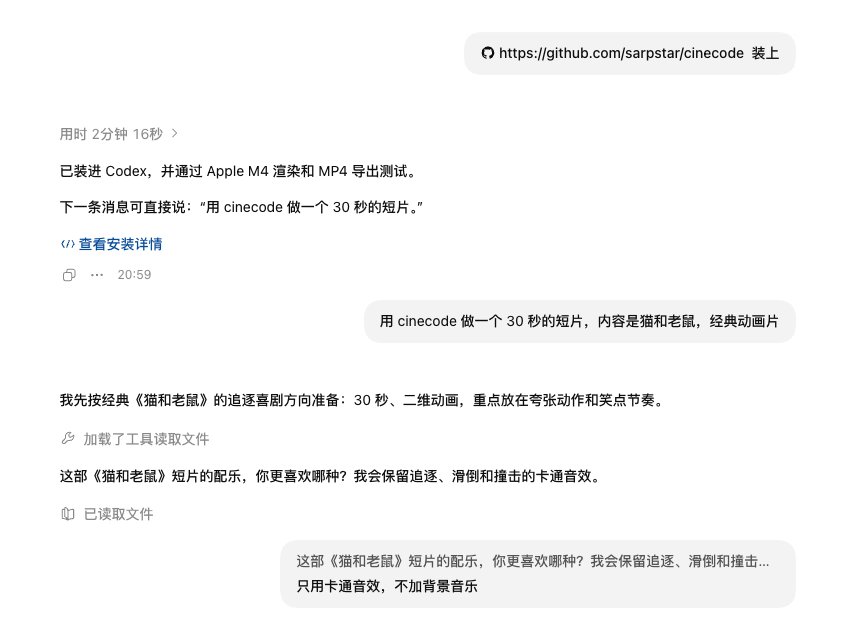 https://github.com/sarpstar/cinecode 装上
用时 2分钟 16秒
已装进 Codex，并通过 Apple M4 渲染和 MP4 导出测试。
下一条消息可直接说：“用 cinecode 做一个 30 秒的短片。”
查看安装详情
20:59
用 cinecode 做一个 30 秒的短片，内容是猫和老鼠，经典动画片
我先按经典《猫和老鼠》的追逐喜剧方向准备：30 秒、二维动画，重点放在夸张动作和笑点节奏。
加载了工具读取文件
这部《猫和老鼠》短片的配乐，你更喜欢哪种？我会保留追逐、滑倒和撞击的卡通音效。
已读取文件
这部《猫和老鼠》短片的配乐，你更喜欢哪种？我会保留追逐、滑倒和撞击...
只用卡通音效，不加背景音乐